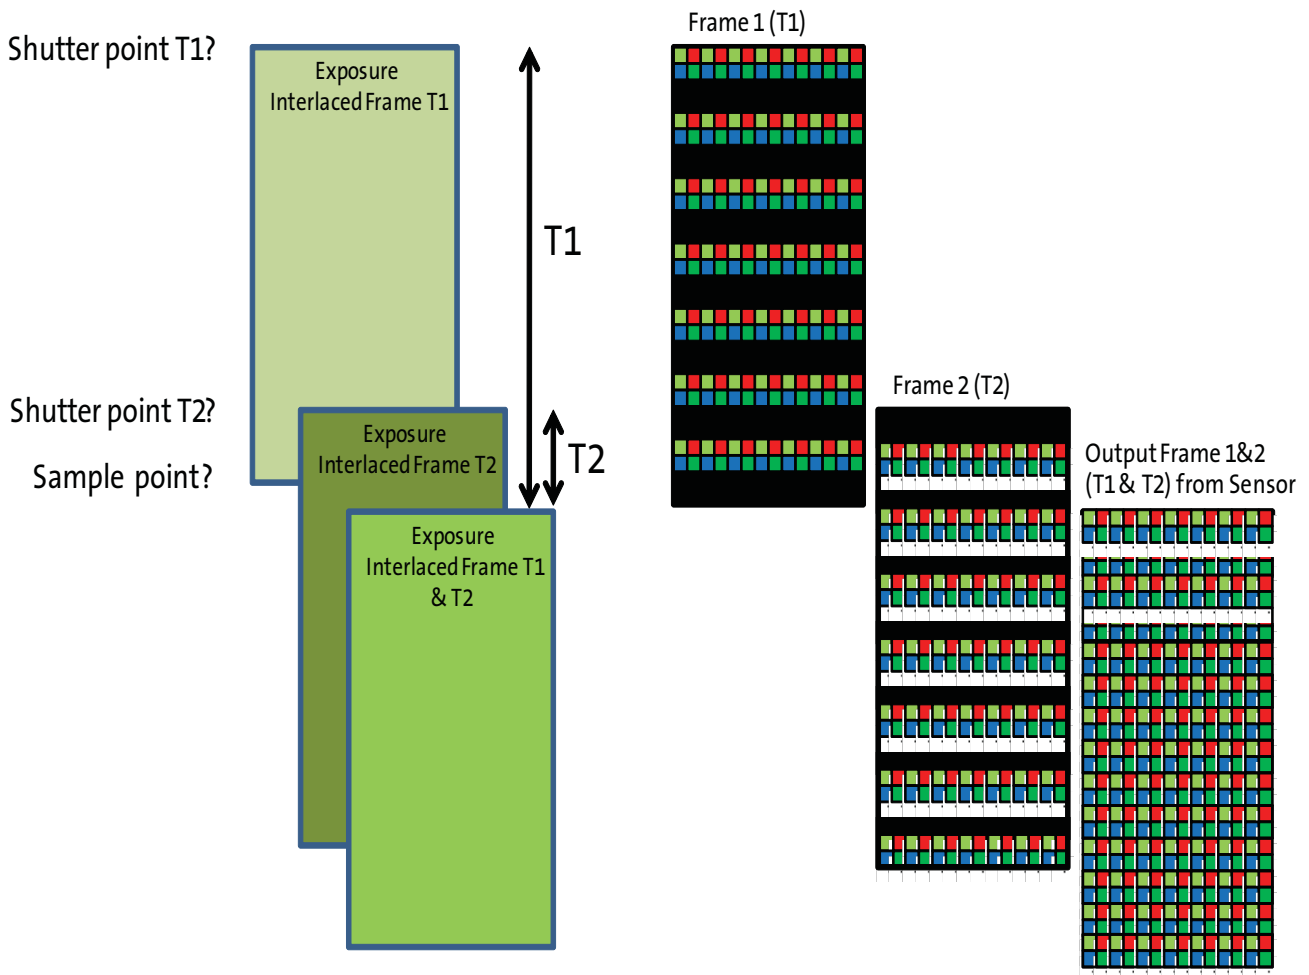 Shutter point T1?
Exposure
Interlaced Frame T1
T1
Frame 1 (T1)
Shutter point T2?
Sample point?
Exposure
Interlaced Frame T2
T2
Frame 2 (T2)
Output Frame 1&2
(T1 & T2) from Sensor
Exposure
Interlaced Frame T1
& T2